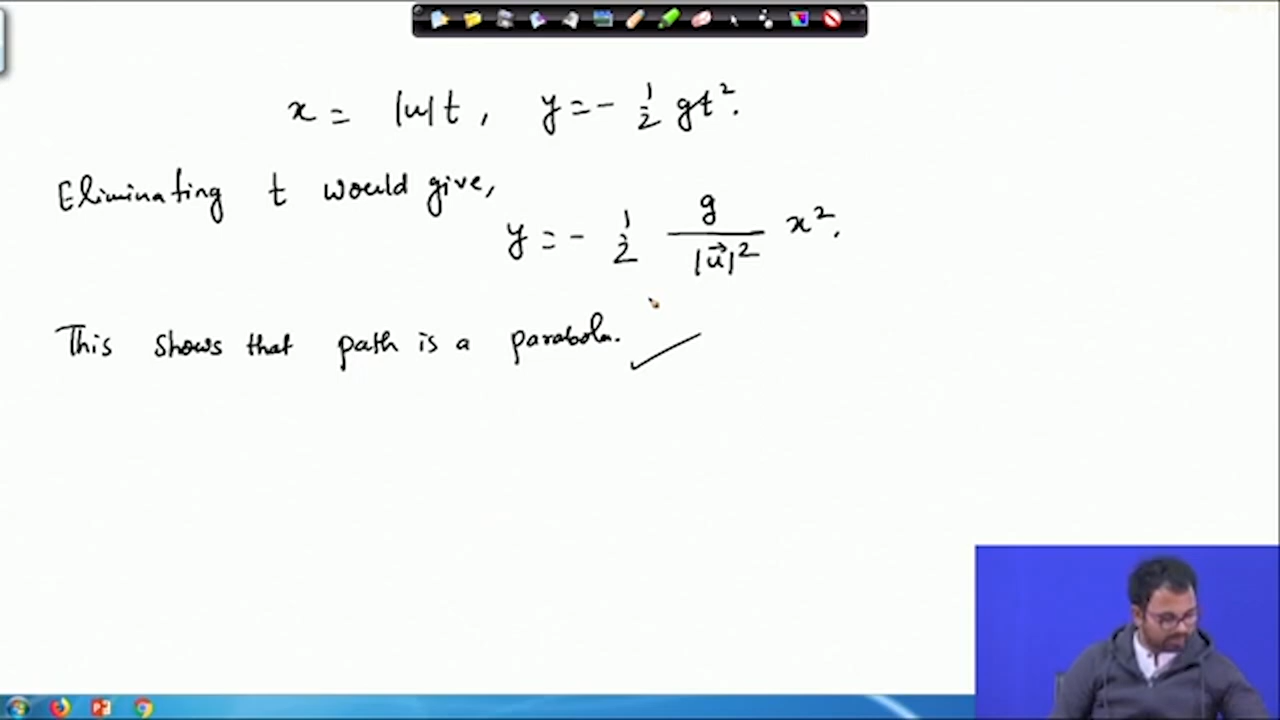 x = |u|t, y = - 1/2 gt².
Eliminating t would give,
y = - 1/2 g/|u⃗|² x².
This shows that path is a parabola.